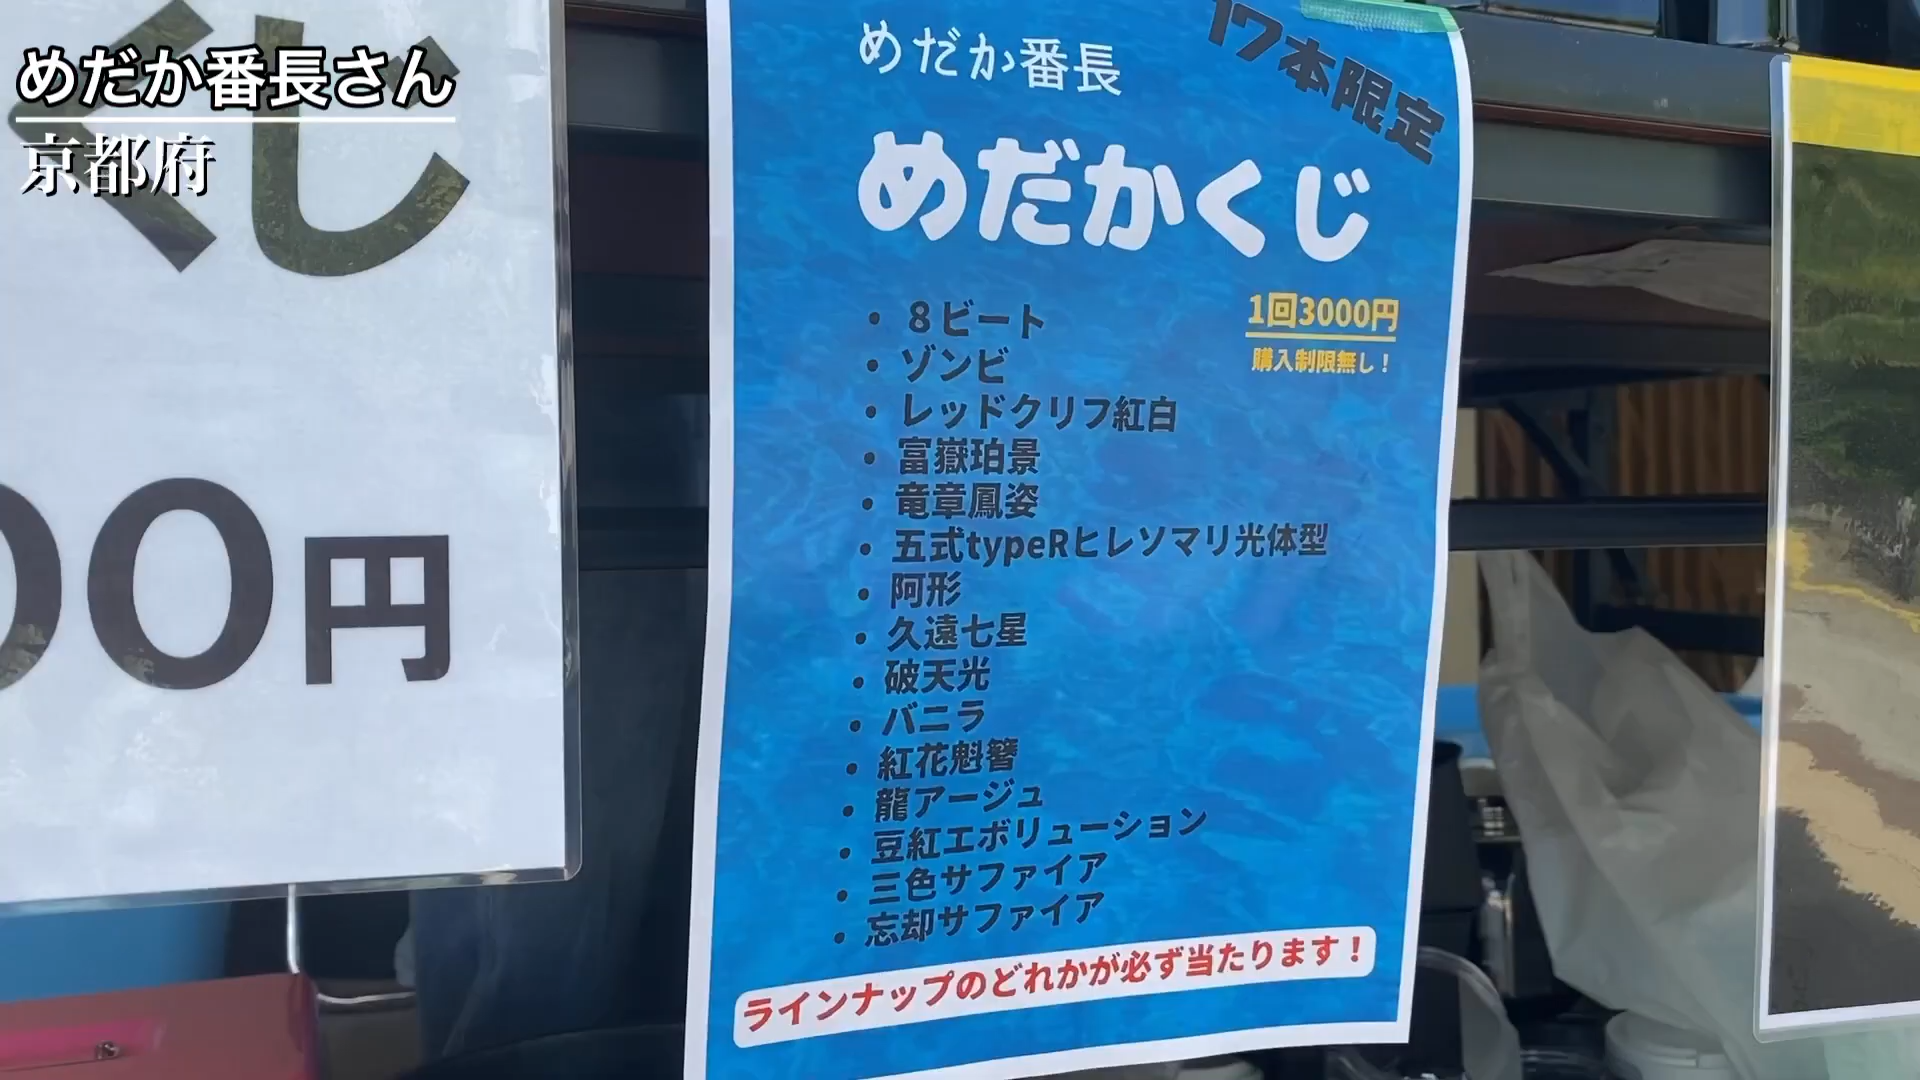 めだか番長さん
京都府
くじ
00円
めだか番長
17本限定
めだかくじ
1回3000円
購入制限無し！
・８ビート
・ゾンビ
・レッドクリフ紅白
・富嶽珀景
・竜章鳳姿
・五式typeRヒレソマリ光体型
・阿形
・久遠七星
・破天光
・バニラ
・紅花魁簪
・龍アージュ
・豆紅エボリューション
・三色サファイア
・忘却サファイア
ラインナップのどれかが必ず当たります！